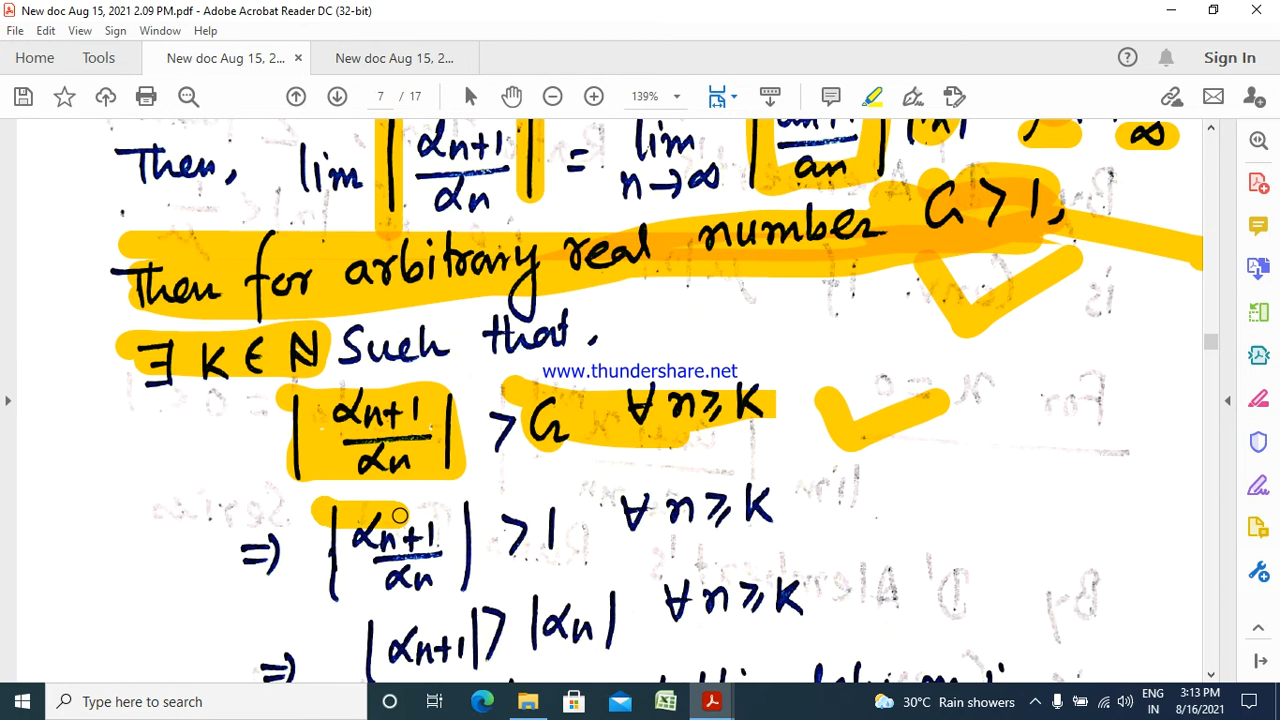 New doc Aug 15, 2021 2.09 PM.pdf - Adobe Acrobat Reader DC (32-bit)
File Edit View Sign Window Help
Home Tools New doc Aug 15, 2... × New doc Aug 15, 2... Sign In
7 / 17 139%
Then, lim |αn+1/αn| = lim n→∞ |an+1/an| |x| , ∞
Then for arbitrary real number G > 1,
∃ K ∈ ℕ Such that.
www.thundershare.net
|αn+1/αn| > G ∀ n ≥ K
⇒ |αn+1/αn| > 1 ∀ n ≥ K
⇒ |αn+1| > |αn| ∀ n ≥ K
Type here to search
30°C Rain showers
ENG
IN
3:13 PM
8/16/2021